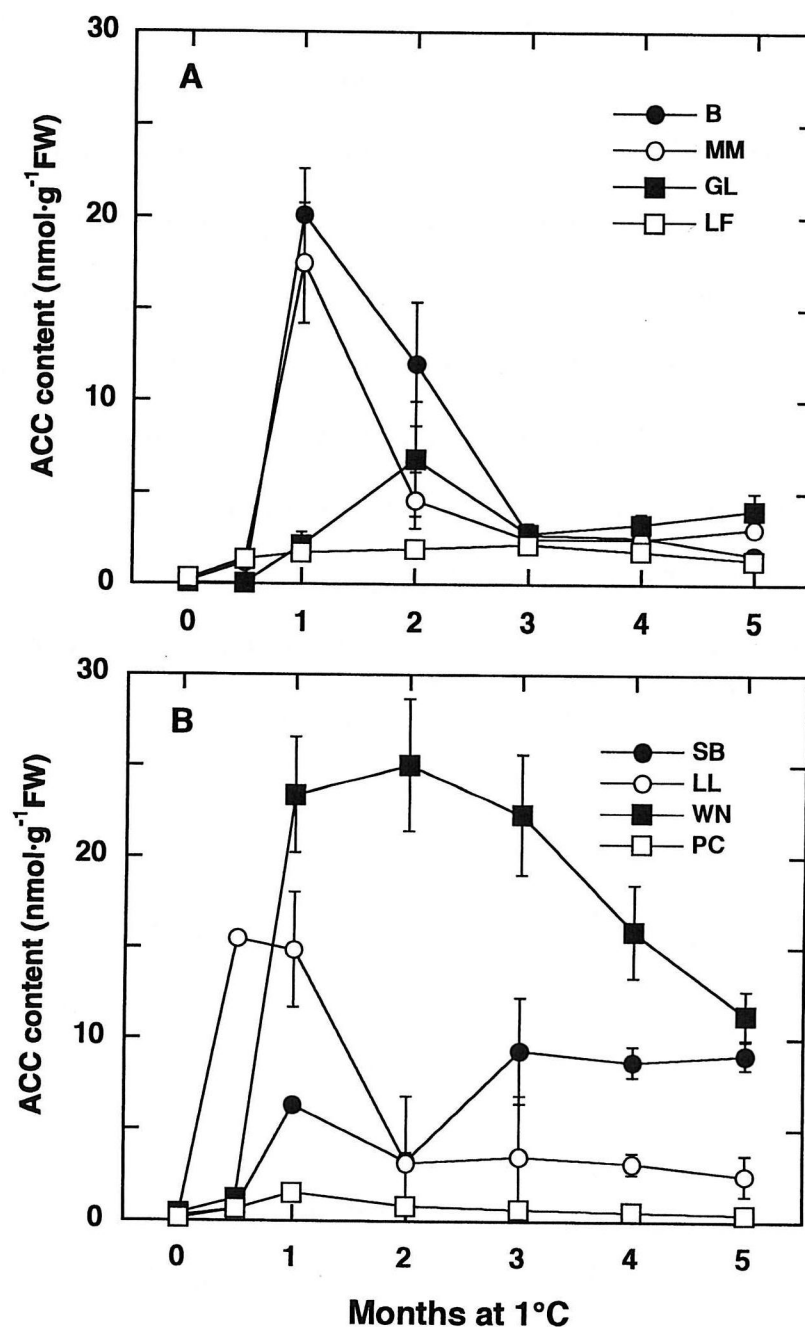 30
A
B
MM
GL
LF
20
10
0
0 1 2 3 4 5
ACC content (nmol·g⁻¹FW)
30
B
SB
LL
WN
PC
20
10
0
0 1 2 3 4 5
ACC content (nmol·g⁻¹FW)
Months at 1°C